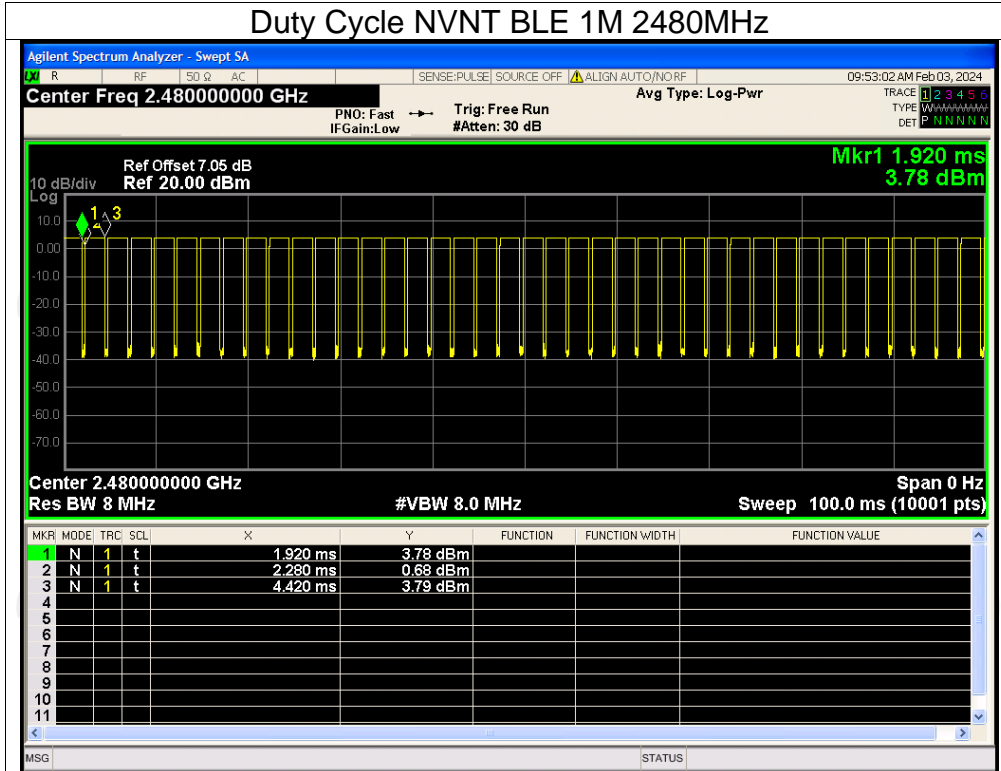 Duty Cycle NVNT BLE 1M 2480MHz
Agilent Spectrum Analyzer - Swept SA
LXI R RF 50 Ω AC SENSE:PULSE SOURCE OFF ALIGN AUTO/NO RF 09:53:02 AM Feb 03, 2024
Center Freq 2.480000000 GHz Avg Type: Log-Pwr TRACE 1 2 3 4 5 6
PNO: Fast Trig: Free Run TYPE WWWWWW
IFGain:Low #Atten: 30 dB DET P N N N N N
Mkr1 1.920 ms
Ref Offset 7.05 dB
10 dB/div Ref 20.00 dBm 3.78 dBm
Log
1 2 3
10.0
0.00
-10.0
-20.0
-30.0
-40.0
-50.0
-60.0
-70.0
Center 2.480000000 GHz Span 0 Hz
Res BW 8 MHz #VBW 8.0 MHz Sweep 100.0 ms (10001 pts)
MKR MODE TRC SCL X Y FUNCTION FUNCTION WIDTH FUNCTION VALUE
1 N 1 t 1.920 ms 3.78 dBm
2 N 1 t 2.280 ms 0.68 dBm
3 N 1 t 4.420 ms 3.79 dBm
4
5
6
7
8
9
10
11
MSG STATUS